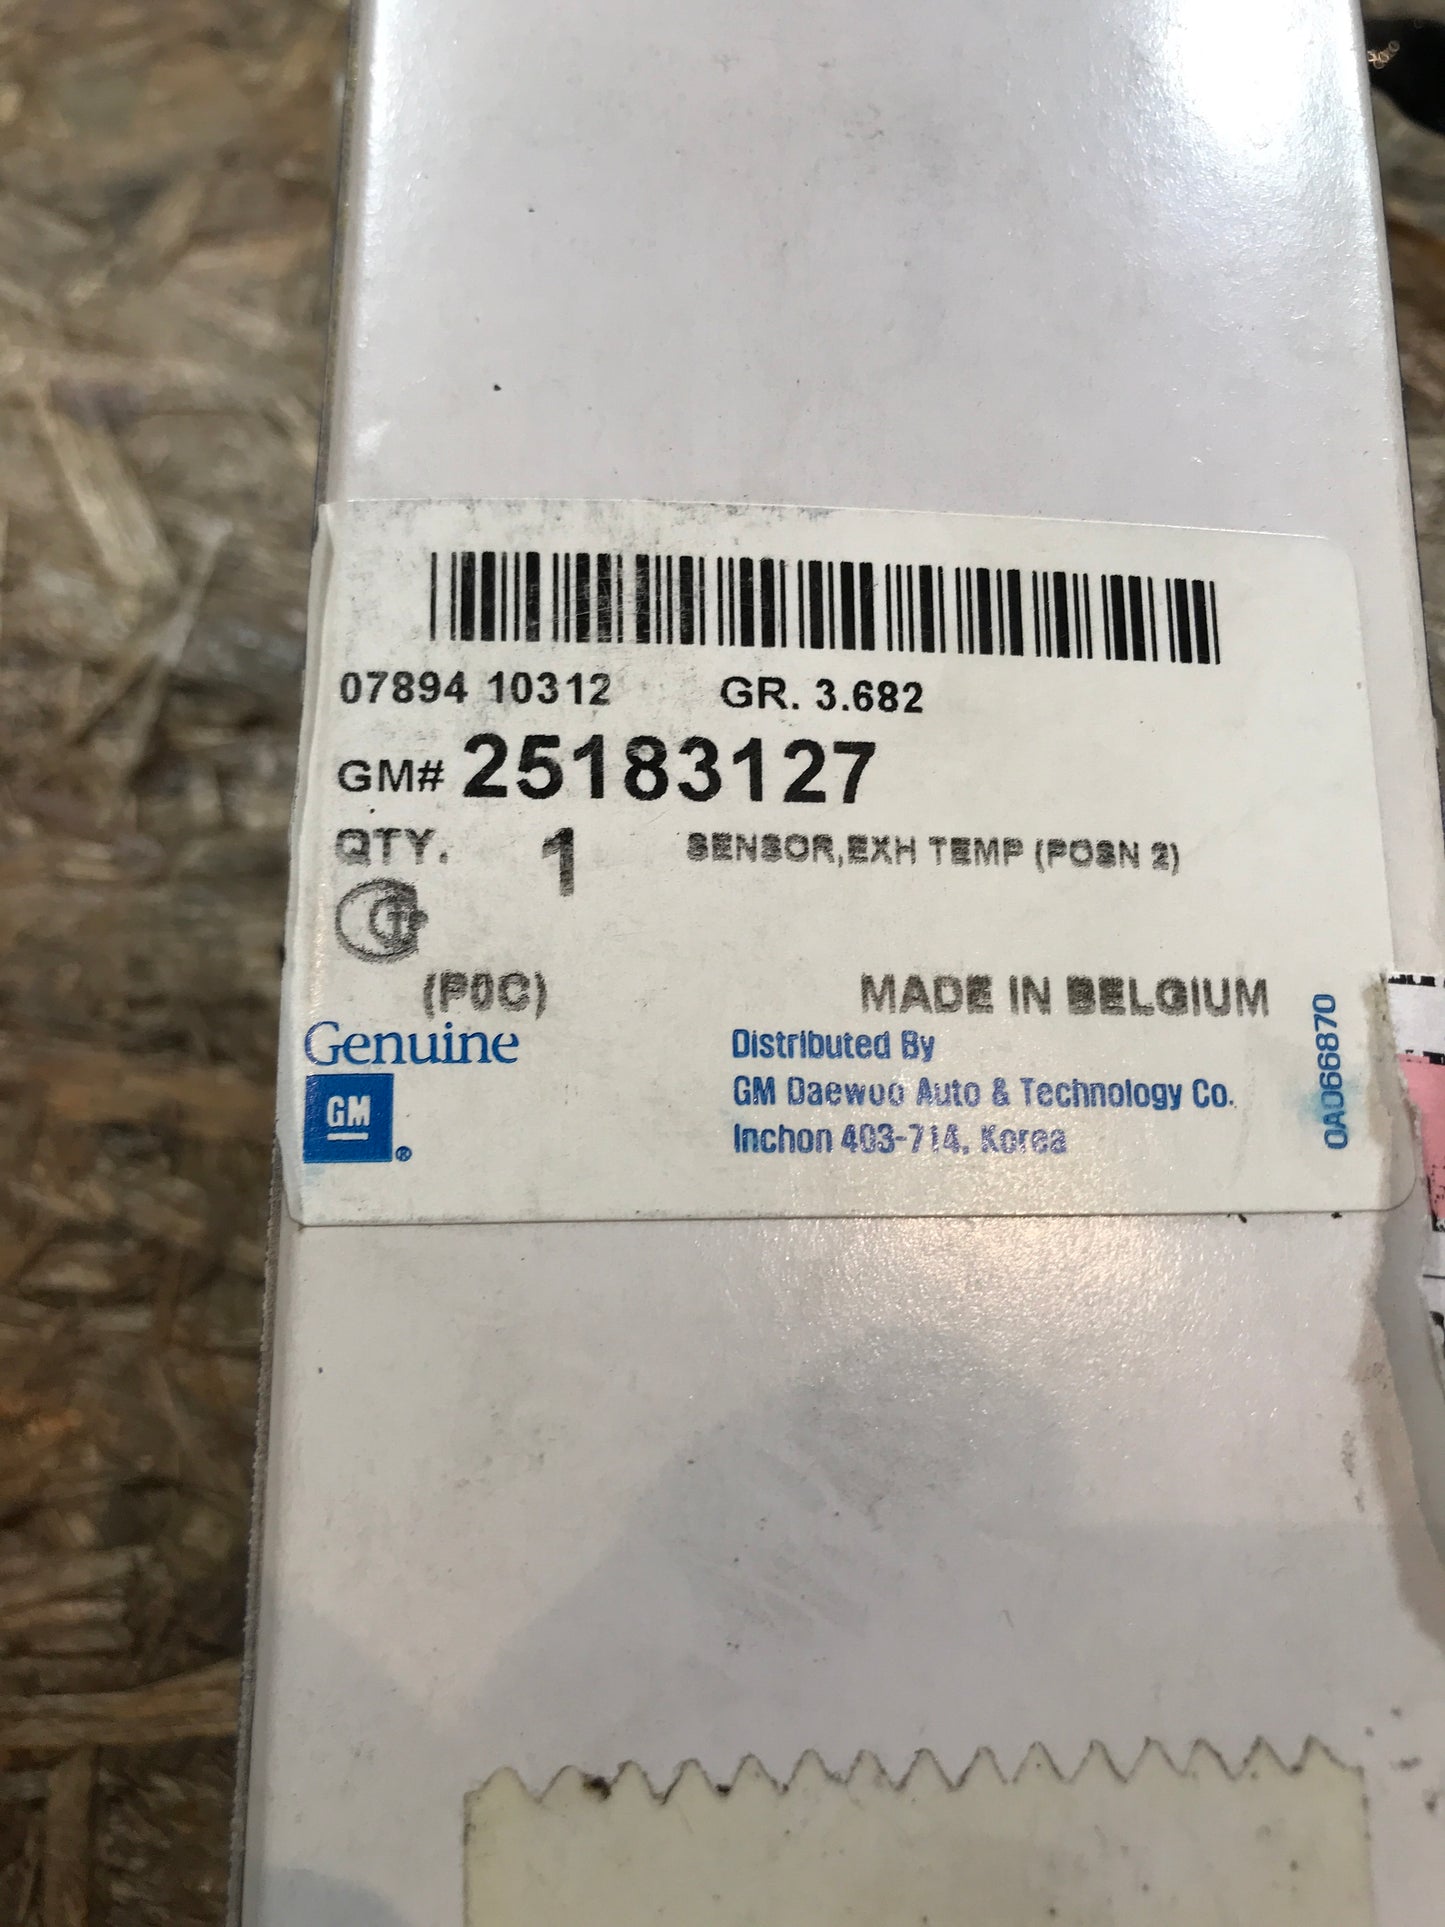 07894 10312 GR. 3.682
GM# 25183127
QTY. 1 SENSOR,EXH TEMP (POSN 2)
(P0C) MADE IN BELGIUM
Genuine
GM ®
Distributed By
GM Daewoo Auto & Technology Co.
Inchon 403-714, Korea
0AD66870